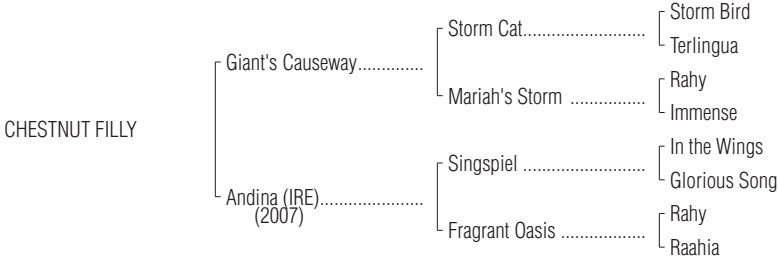 Storm Bird
Storm Cat..........................
Terlingua
Giant's Causeway..............
Rahy
Mariah's Storm ................
Immense
CHESTNUT FILLY
In the Wings
Singspiel ..........................
Glorious Song
Andina (IRE)......................
(2007)
Rahy
Fragrant Oasis ..................
Raahia